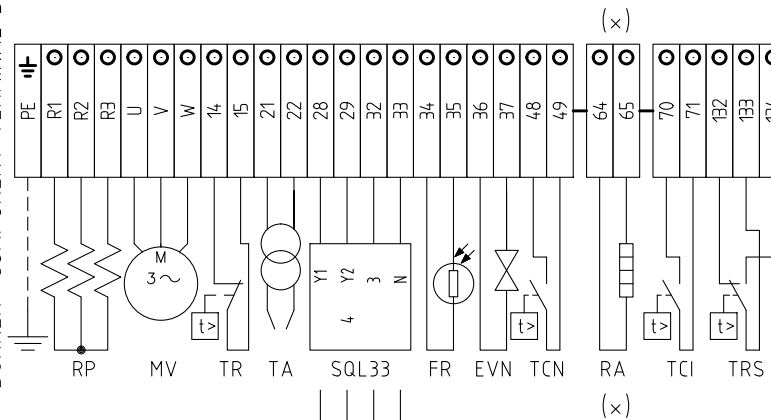 (x)
PE R1 R2 R3 U V W 14 15 21 22 28 29 32 33 34 35 36 37 48 49 64 65 70 71 132 133
M
3~
Y1 Y2 3 N
4
t> t> t> t>
RP MV TR TA SQL33 FR EVN TCN RA TCI TRS
(x)